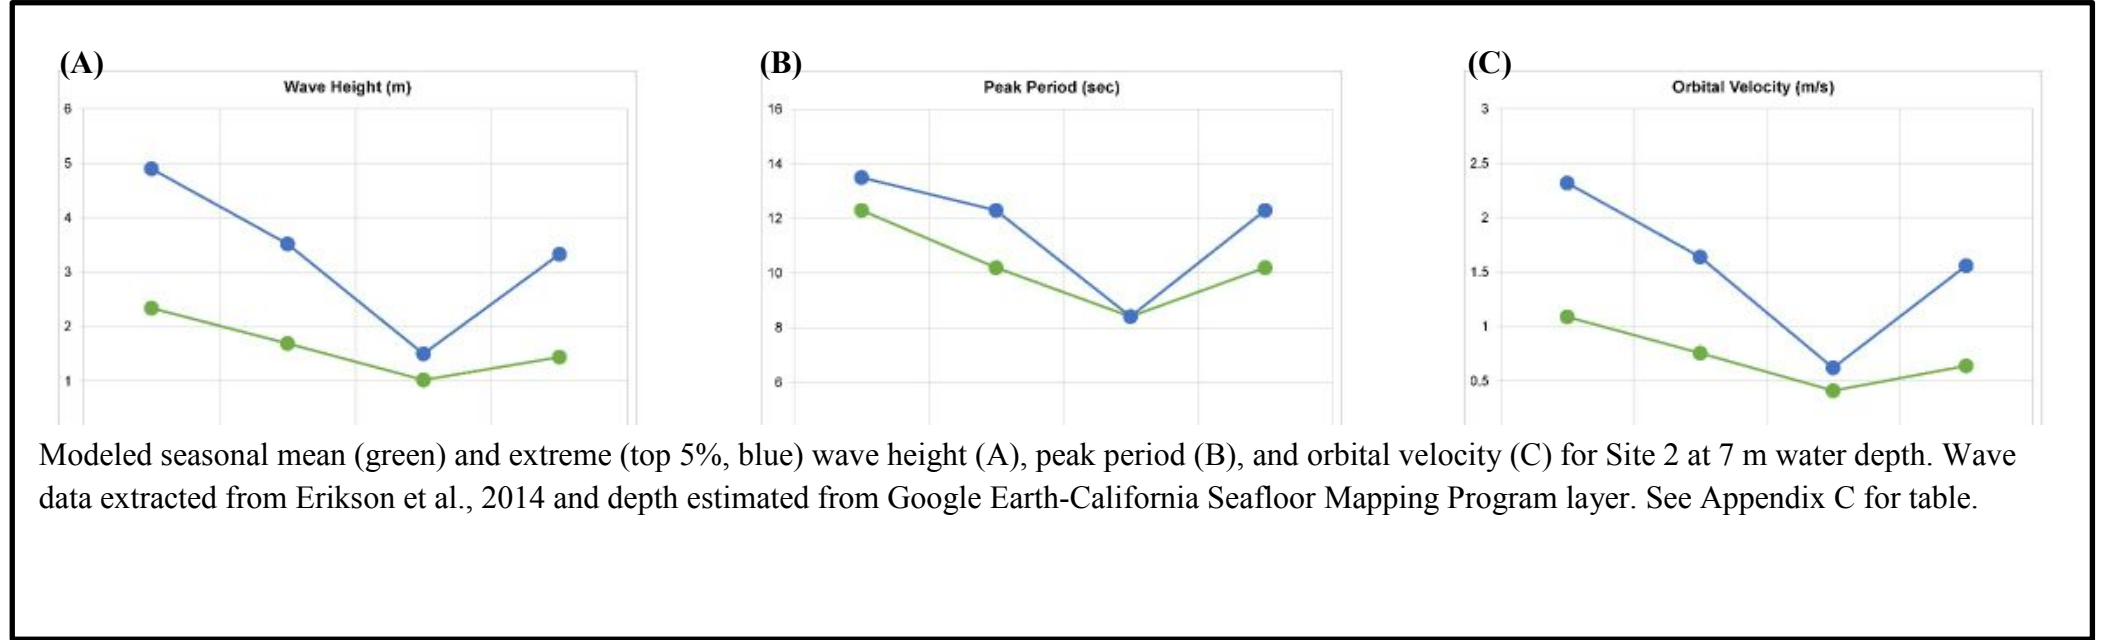 (A)
Wave Height (m)
6
5
4
3
2
1
(B)
Peak Period (sec)
16
14
12
10
8
6
(C)
Orbital Velocity (m/s)
3
2.5
2
1.5
1
0.5
Modeled seasonal mean (green) and extreme (top 5%, blue) wave height (A), peak period (B), and orbital velocity (C) for Site 2 at 7 m water depth. Wave
data extracted from Erikson et al., 2014 and depth estimated from Google Earth-California Seafloor Mapping Program layer. See Appendix C for table.